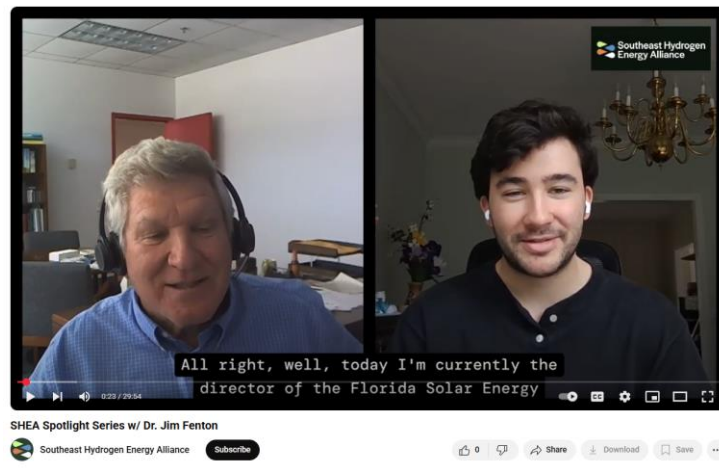 Southeast Hydrogen
Energy Alliance
All right, well, today I'm currently the
director of the Florida Solar Energy
0:23 / 29:54
CC
SHEA Spotlight Series w/ Dr. Jim Fenton
Southeast Hydrogen Energy Alliance
Subscribe
0
Share
Download
Save